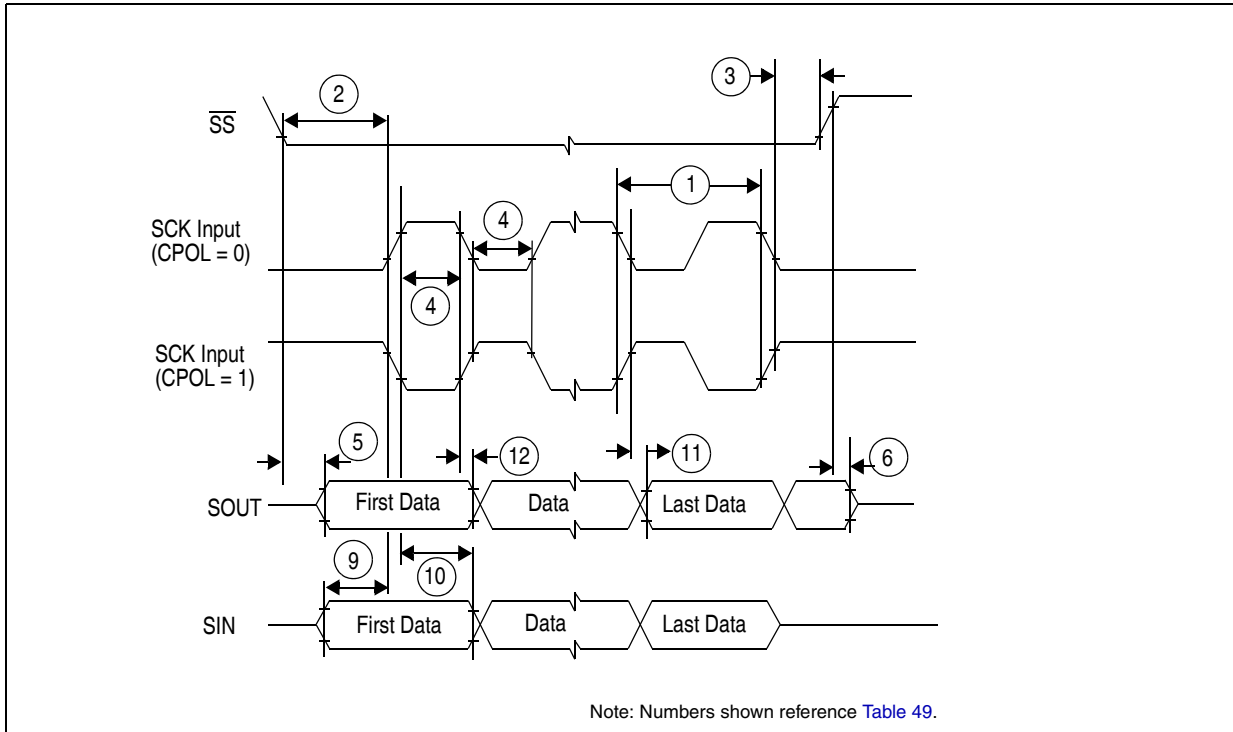 3
2
SS
1
SCK Input
(CPOL = 0)
4
4
SCK Input
(CPOL = 1)
5
12
11
6
SOUT
First Data
Data
Last Data
9
10
SIN
First Data
Data
Last Data
Note: Numbers shown reference Table 49.